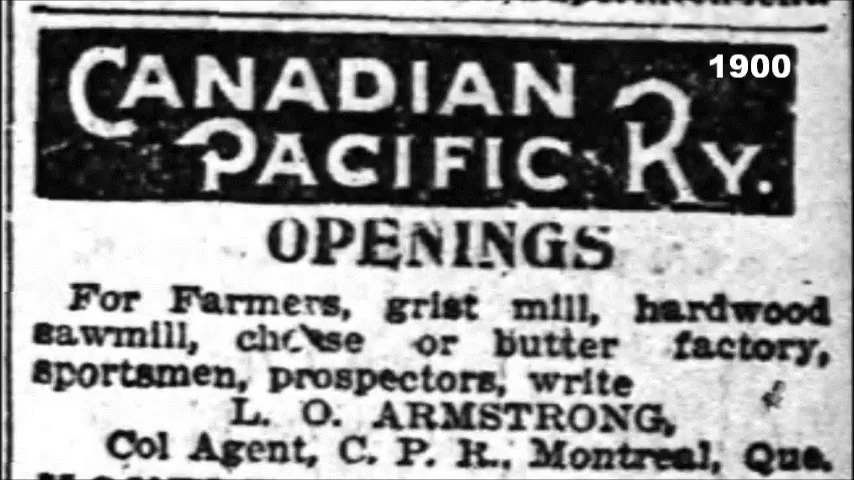 CANADIAN
1900
PACIFIC RY.
OPENINGS
For Farmers, grist mill, hardwood
sawmill, cheese or butter factory,
sportsmen, prospectors, write
L. O. ARMSTRONG,
Col Agent, C. P. R., Montreal, Que.